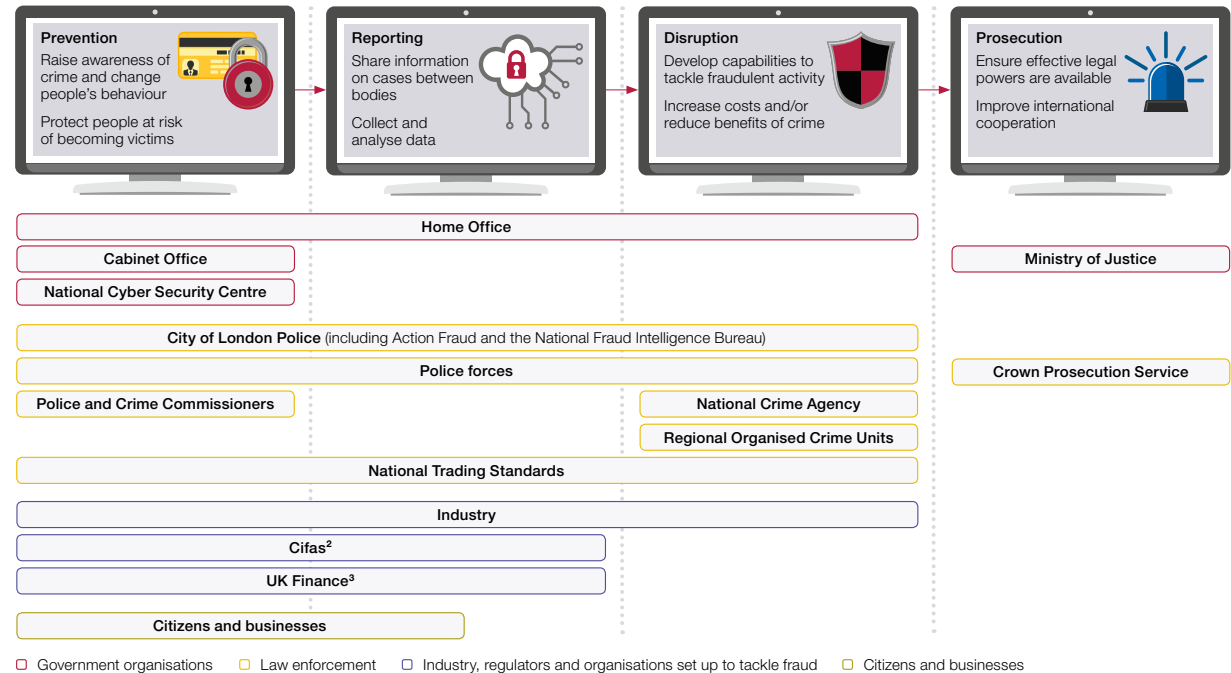 Prevention
Raise awareness of
crime and change
people's behaviour
Protect people at risk
of becoming victims
Reporting
Share information
on cases between
bodies
Collect and
analyse data
Disruption
Develop capabilities to
tackle fraudulent activity
Increase costs and/or
reduce benefits of crime
Prosecution
Ensure effective legal
powers are available
Improve international
cooperation
Home Office
Cabinet Office
Ministry of Justice
National Cyber Security Centre
City of London Police (including Action Fraud and the National Fraud Intelligence Bureau)
Police forces
Crown Prosecution Service
Police and Crime Commissioners
National Crime Agency
Regional Organised Crime Units
National Trading Standards
Industry
Cifas²
UK Finance³
Citizens and businesses
Government organisations
Law enforcement
Industry, regulators and organisations set up to tackle fraud
Citizens and businesses